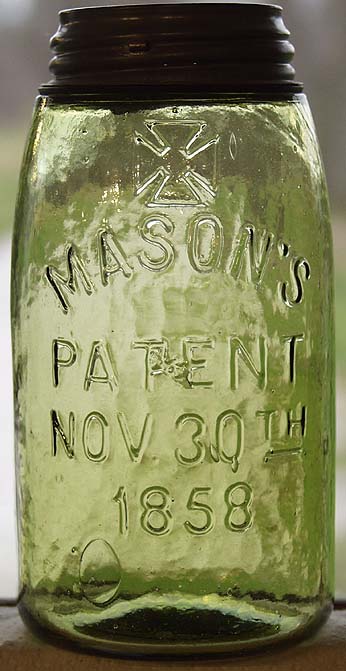 MASON'S
PATENT
NOV. 30TH
1858